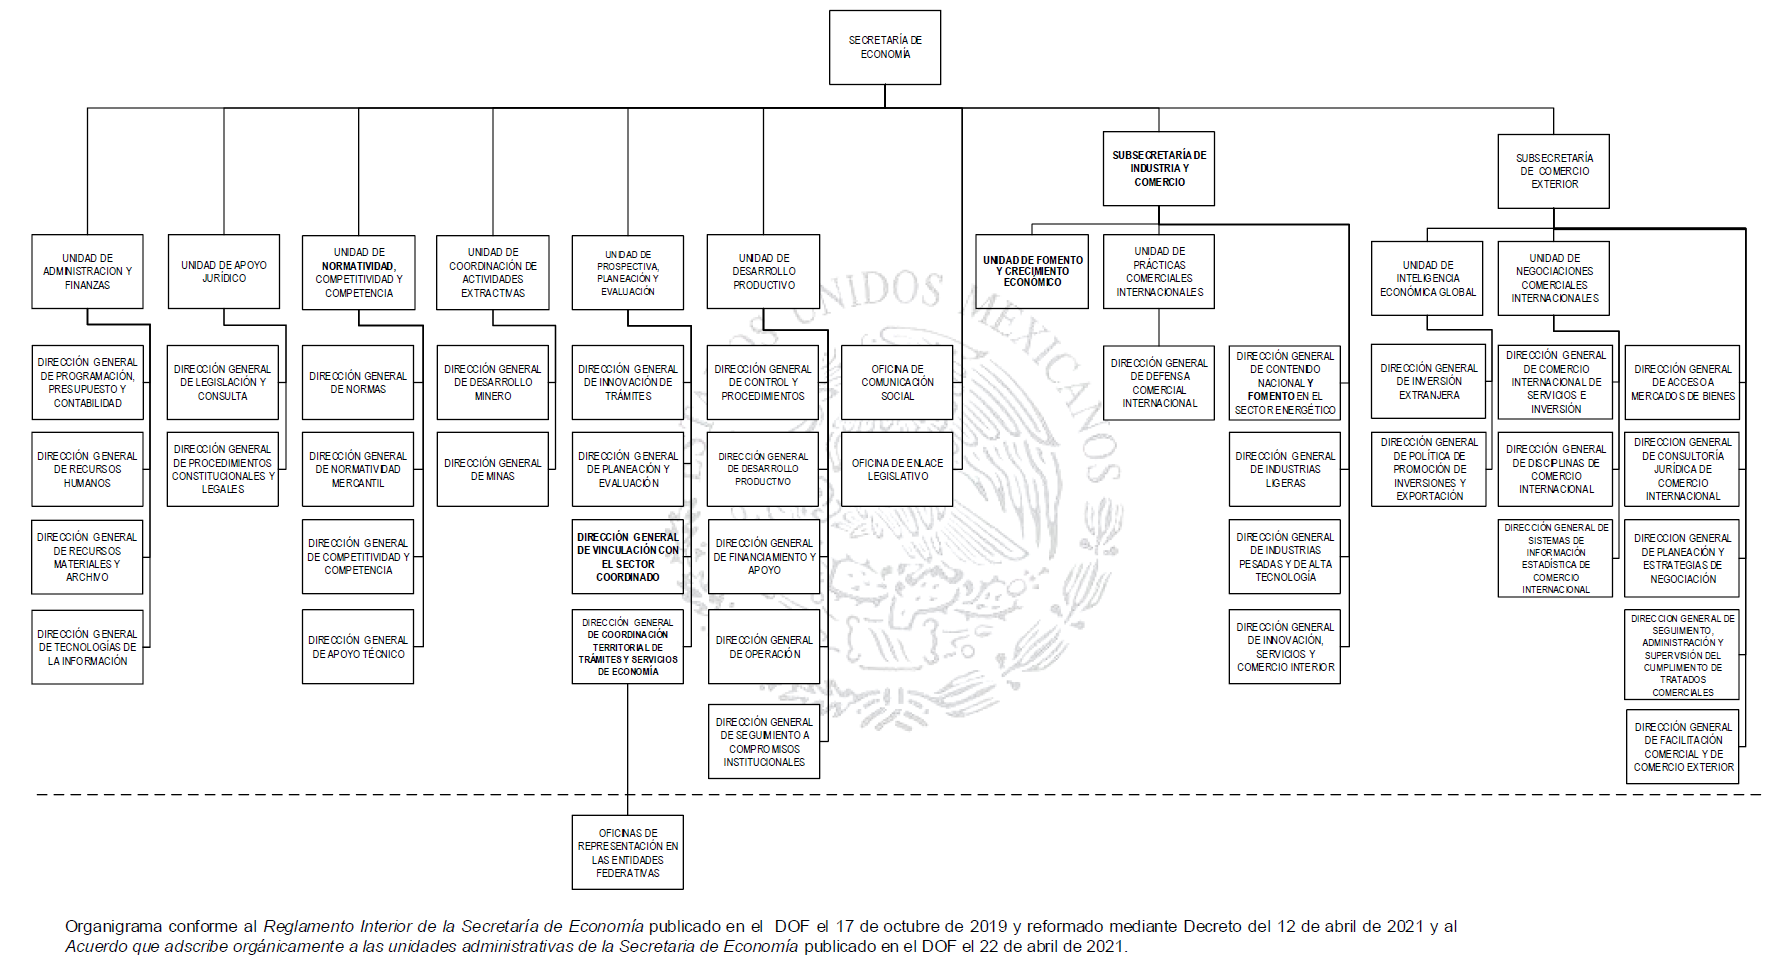 SECRETARÍA DE
ECONOMÍA
SUBSECRETARÍA DE
INDUSTRIA Y
COMERCIO
SUBSECRETARÍA
DE COMERCIO
EXTERIOR
UNIDAD DE
ADMINISTRACION Y
FINANZAS
UNIDAD DE APOYO
JURÍDICO
UNIDAD DE
NORMATIVIDAD,
COMPETITIVIDAD Y
COMPETENCIA
UNIDAD DE
COORDINACIÓN DE
ACTIVIDADES
EXTRACTIVAS
UNIDAD DE
PROSPECTIVA,
PLANEACIÓN Y
EVALUACIÓN
UNIDAD DE
DESARROLLO
PRODUCTIVO
UNIDAD DE FOMENTO
Y CRECIMIENTO
ECONÓMICO
UNIDAD DE
PRÁCTICAS
COMERCIALES
INTERNACIONALES
UNIDAD DE
INTELIGENCIA
ECONÓMICA GLOBAL
UNIDAD DE
NEGOCIACIONES
COMERCIALES
INTERNACIONALES
ESTADOS UNIDOS MEXICANOS
DIRECCIÓN GENERAL
DE PROGRAMACIÓN,
PRESUPUESTO Y
CONTABILIDAD
DIRECCIÓN GENERAL
DE LEGISLACIÓN Y
CONSULTA
DIRECCIÓN GENERAL
DE NORMAS
DIRECCIÓN GENERAL
DE DESARROLLO
MINERO
DIRECCIÓN GENERAL
DE INNOVACIÓN DE
TRÁMITES
DIRECCIÓN GENERAL
DE CONTROL Y
PROCEDIMIENTOS
OFICINA DE
COMUNICACIÓN
SOCIAL
DIRECCIÓN GENERAL
DE DEFENSA
COMERCIAL
INTERNACIONAL
DIRECCIÓN GENERAL
DE CONTENIDO
NACIONAL Y
FOMENTO EN EL
SECTOR ENERGÉTICO
DIRECCIÓN GENERAL
DE INVERSIÓN
EXTRANJERA
DIRECCIÓN GENERAL
DE COMERCIO
INTERNACIONAL DE
SERVICIOS E
INVERSIÓN
DIRECCIÓN GENERAL
DE ACCESO A
MERCADOS DE BIENES
DIRECCIÓN GENERAL
DE RECURSOS
HUMANOS
DIRECCIÓN GENERAL
DE PROCEDIMIENTOS
CONSTITUCIONALES Y
LEGALES
DIRECCIÓN GENERAL
DE NORMATIVIDAD
MERCANTIL
DIRECCIÓN GENERAL
DE MINAS
DIRECCIÓN GENERAL
DE PLANEACIÓN Y
EVALUACIÓN
DIRECCIÓN GENERAL
DE DESARROLLO
PRODUCTIVO
OFICINA DE ENLACE
LEGISLATIVO
DIRECCIÓN GENERAL
DE INDUSTRIAS
LIGERAS
DIRECCIÓN GENERAL
DE POLÍTICA DE
PROMOCIÓN DE
INVERSIONES Y
EXPORTACIÓN
DIRECCIÓN GENERAL
DE DISCIPLINAS DE
COMERCIO
INTERNACIONAL
DIRECCION GENERAL
DE CONSULTORÍA
JURÍDICA DE
COMERCIO
INTERNACIONAL
DIRECCIÓN GENERAL
DE RECURSOS
MATERIALES Y
ARCHIVO
DIRECCIÓN GENERAL
DE COMPETITIVIDAD Y
COMPETENCIA
DIRECCIÓN GENERAL
DE VINCULACIÓN CON
EL SECTOR
COORDINADO
DIRECCIÓN GENERAL
DE FINANCIAMIENTO Y
APOYO
DIRECCIÓN GENERAL
DE INDUSTRIAS
PESADAS Y DE ALTA
TECNOLOGÍA
DIRECCIÓN GENERAL DE
SISTEMAS DE
INFORMACIÓN
ESTADÍSTICA DE
COMERCIO
INTERNACIONAL
DIRECCION GENERAL
DE PLANEACIÓN Y
ESTRATEGIAS DE
NEGOCIACIÓN
DIRECCIÓN GENERAL
DE TECNOLOGÍAS DE
LA INFORMACIÓN
DIRECCIÓN GENERAL
DE APOYO TÉCNICO
DIRECCIÓN GENERAL
DE COORDINACIÓN
TERRITORIAL DE
TRÁMITES Y SERVICIOS
DE ECONOMÍA
DIRECCIÓN GENERAL
DE OPERACIÓN
DIRECCIÓN GENERAL
DE INNOVACIÓN,
SERVICIOS Y
COMERCIO INTERIOR
DIRECCION GENERAL DE
SEGUIMIENTO,
ADMINISTRACIÓN Y
SUPERVISIÓN DEL
CUMPLIMIENTO DE
TRATADOS
COMERCIALES
DIRECCIÓN GENERAL
DE SEGUIMIENTO A
COMPROMISOS
INSTITUCIONALES
DIRECCIÓN GENERAL
DE FACILITACIÓN
COMERCIAL Y DE
COMERCIO EXTERIOR
OFICINAS DE
REPRESENTACIÓN EN
LAS ENTIDADES
FEDERATIVAS
Organigrama conforme al Reglamento Interior de la Secretaría de Economía publicado en el DOF el 17 de octubre de 2019 y reformado mediante Decreto del 12 de abril de 2021 y al
Acuerdo que adscribe orgánicamente a las unidades administrativas de la Secretaria de Economía publicado en el DOF el 22 de abril de 2021.